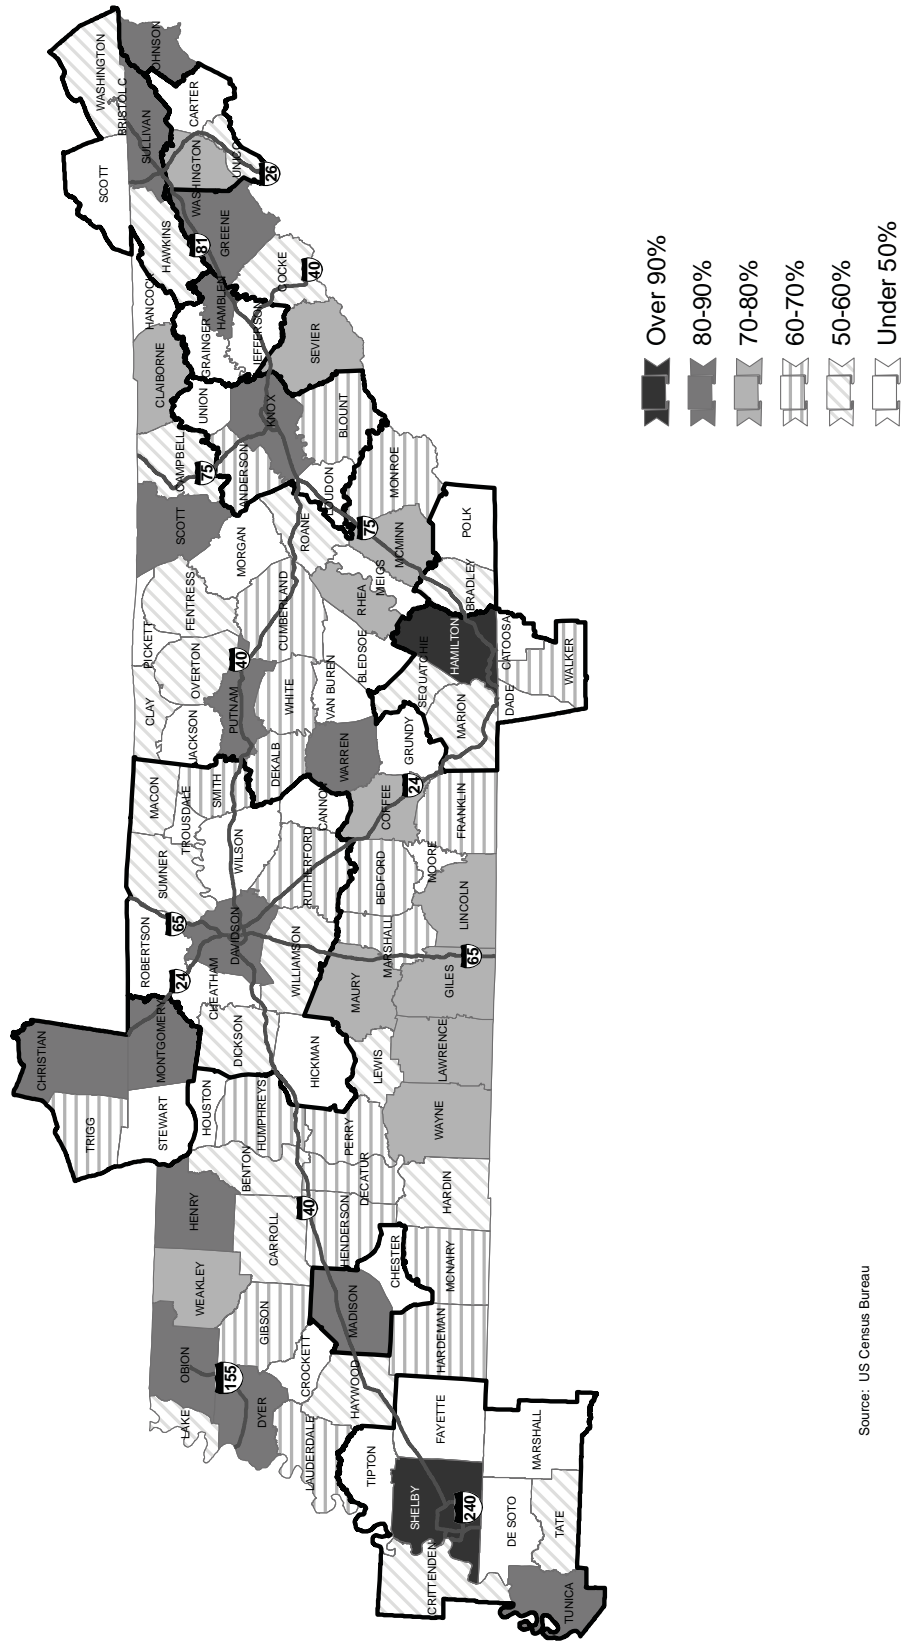 WASHINGTON
JOHNSON
BRISTOL C
SCOTT
SULLIVAN
CARTER
WASHINGTON
UNICOI
26
HAWKINS
81
GREENE
HANCOCK
HAMBLEN
COCKE
40
CLAIBORNE
GRAINGER
JEFFERSON
SEVIER
UNION
KNOX
BLOUNT
CAMPBELL
75
ANDERSON
LOUDON
MONROE
SCOTT
MORGAN
ROANE
75
MCMINN
POLK
MEIGS
BRADLEY
PICKETT
FENTRESS
CUMBERLAND
RHEA
HAMILTON
CATOOSA
WALKER
CLAY
OVERTON
40
BLEDSOE
SEQUATCHIE
DADE
JACKSON
PUTNAM
WHITE
VAN BUREN
MARION
GRUNDY
MACON
TROUSDALE
SMITH
DEKALB
WARREN
24
CANNON
COFFEE
FRANKLIN
SUMNER
WILSON
RUTHERFORD
BEDFORD
MOORE
LINCOLN
65
ROBERTSON
24
DAVIDSON
CHEATHAM
WILLIAMSON
MARSHALL
65
MAURY
GILES
CHRISTIAN
MONTGOMERY
DICKSON
HICKMAN
LEWIS
LAWRENCE
TRIGG
STEWART
HOUSTON
HUMPHREYS
PERRY
WAYNE
HENRY
BENTON
DECATUR
HARDIN
CARROLL
40
HENDERSON
CHESTER
MCNAIRY
WEAKLEY
GIBSON
MADISON
HARDEMAN
OBION
155
CROCKETT
HAYWOOD
LAKE
DYER
LAUDERDALE
TIPTON
FAYETTE
MARSHALL
SHELBY
240
DE SOTO
TATE
CRITTENDEN
TUNICA
Over 90%
80-90%
70-80%
60-70%
50-60%
Under 50%
Source: US Census Bureau